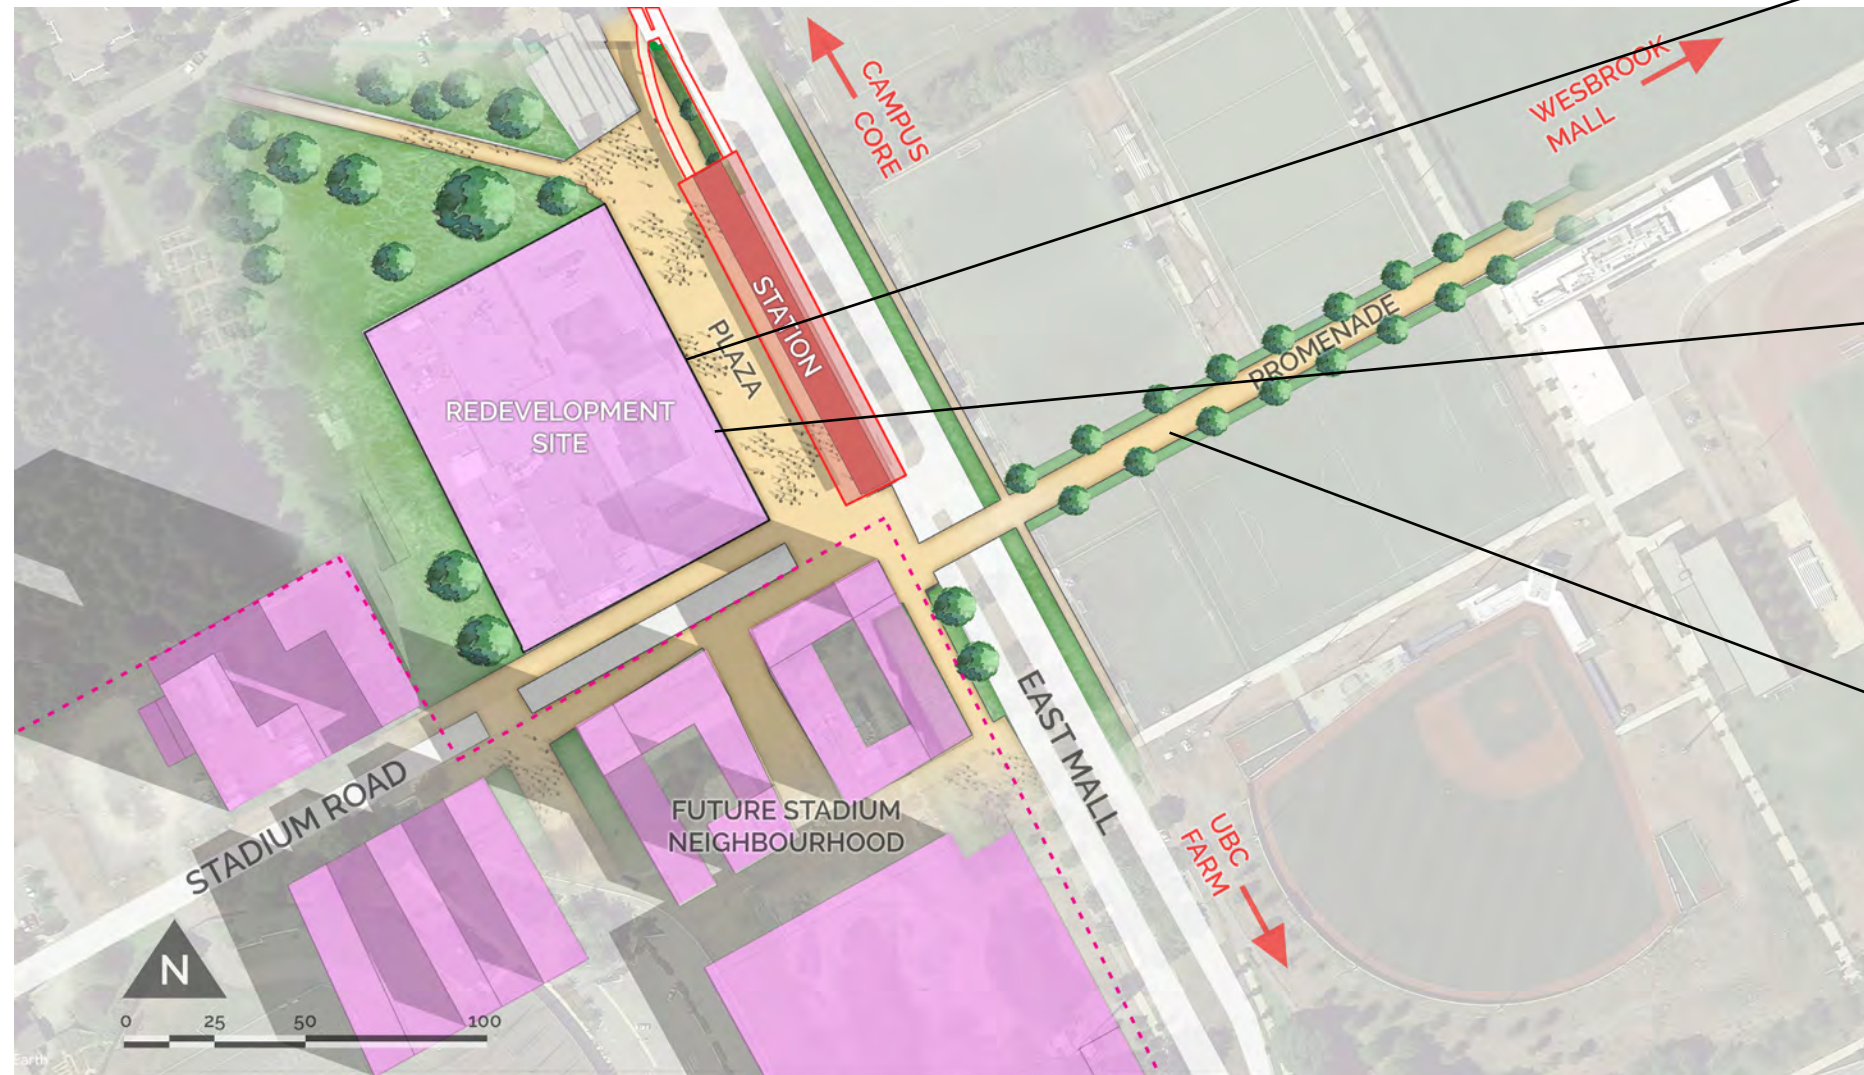 CAMPUS
CORE
WESBROOK
MALL
STATION
PLAZA
PROMENADE
REDEVELOPMENT
SITE
EAST MALL
STADIUM ROAD
FUTURE STADIUM
NEIGHBOURHOOD
UBC
FARM
N
0 25 50 100
Earth